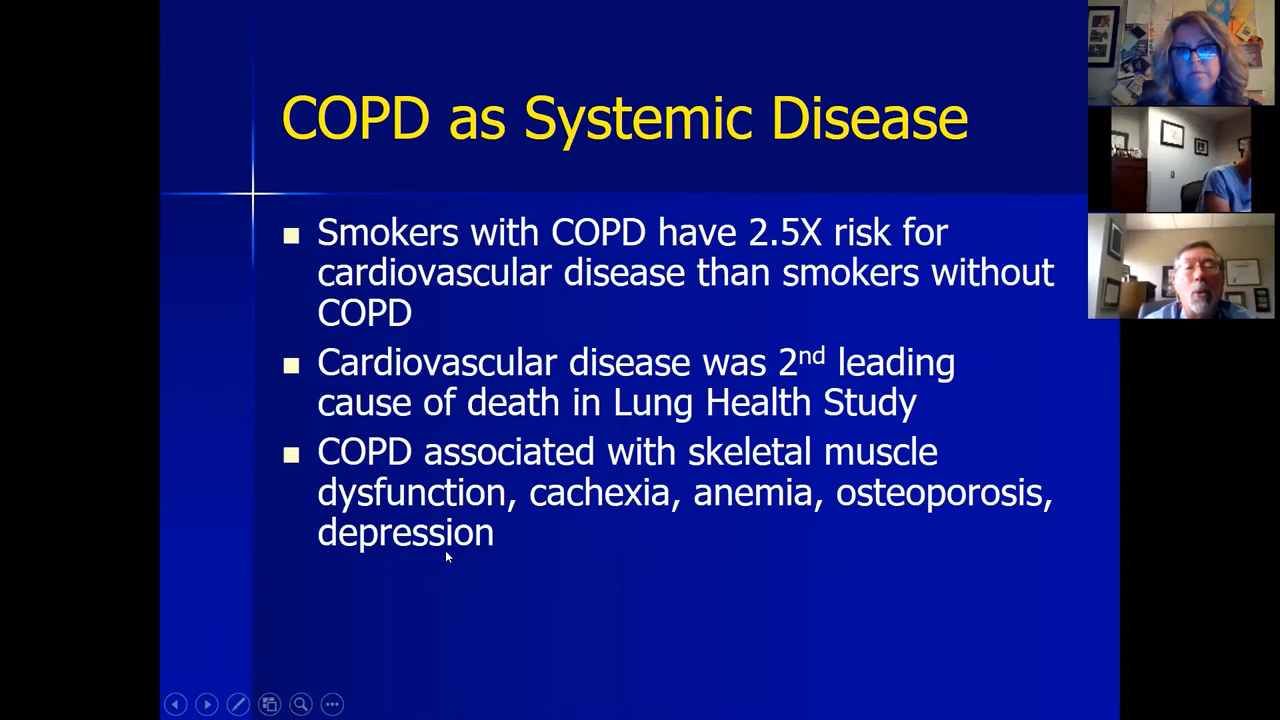 COPD as Systemic Disease
Smokers with COPD have 2.5X risk for
cardiovascular disease than smokers without
COPD
Cardiovascular disease was 2nd leading
cause of death in Lung Health Study
COPD associated with skeletal muscle
dysfunction, cachexia, anemia, osteoporosis,
depression